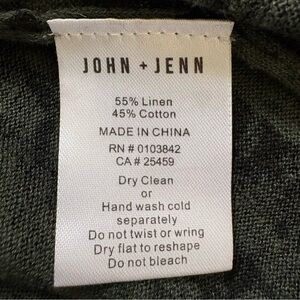 JOHN + JENN
55% Linen
45% Cotton
MADE IN CHINA
RN # 0103842
CA # 25459
Dry Clean
or
Hand wash cold
separately
Do not twist or wring
Dry flat to reshape
Do not bleach